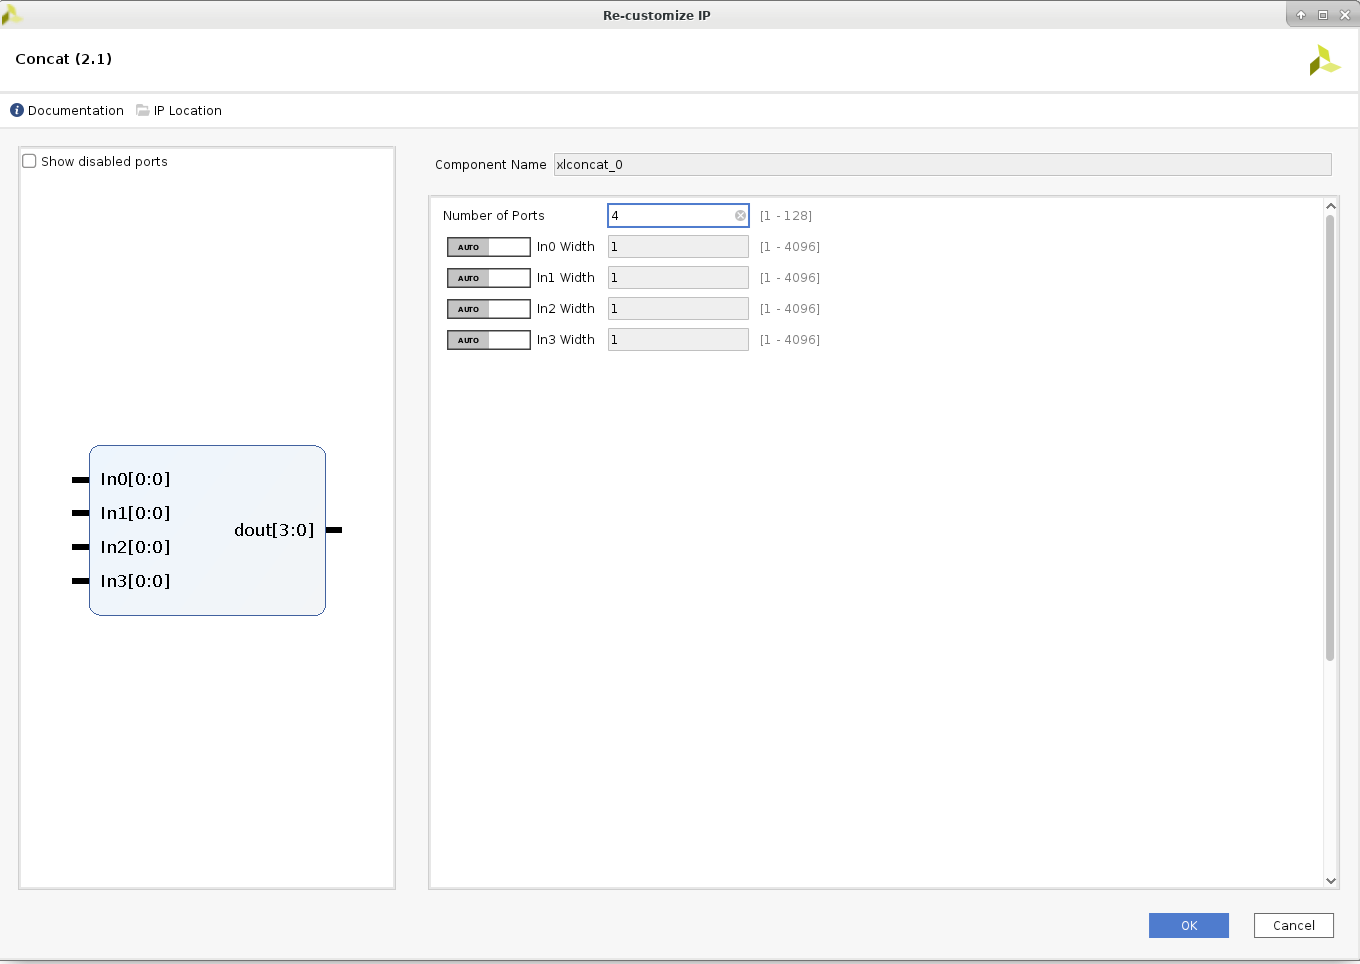 Re-customize IP
Concat (2.1)
i Documentation IP Location
Show disabled ports
In0[0:0]
In1[0:0]
In2[0:0]
In3[0:0]
dout[3:0]
Component Name xlconcat_0
Number of Ports 4 [1 - 128]
AUTO In0 Width 1 [1 - 4096]
AUTO In1 Width 1 [1 - 4096]
AUTO In2 Width 1 [1 - 4096]
AUTO In3 Width 1 [1 - 4096]
OK Cancel